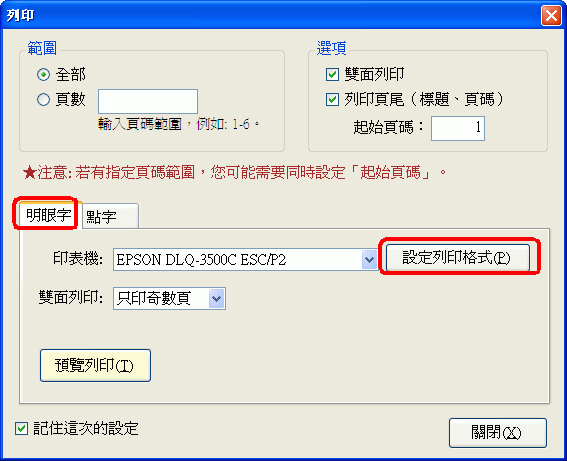 列印
範圍
全部
頁數
輸入頁碼範圍，例如: 1-6。
選項
雙面列印
列印頁尾（標題、頁碼）
起始頁碼： 1
★注意: 若有指定頁碼範圍，您可能需要同時設定「起始頁碼」。
明眼字 點字
印表機: EPSON DLQ-3500C ESC/P2 設定列印格式(P)
雙面列印: 只印奇數頁
預覽列印(T)
記住這次的設定
關閉(X)